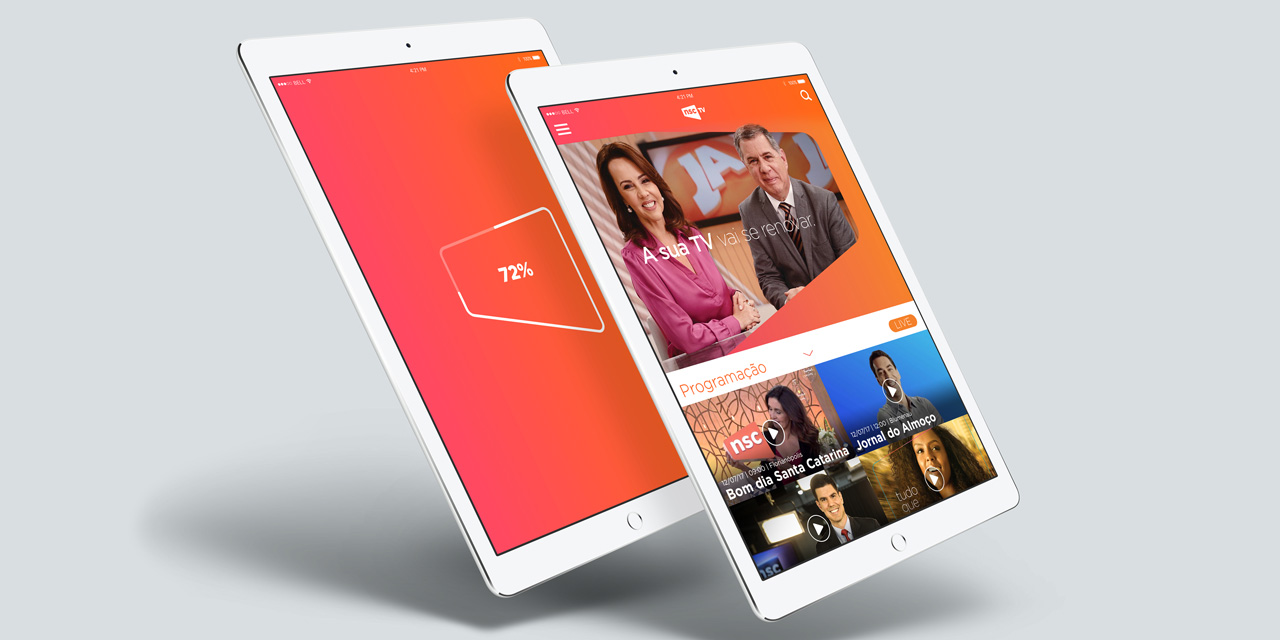 ●●●○○ BELL
4:21 PM
100%
72%
●●●○○ BELL
4:21 PM
100%
nsc TV
JA
A sua TV vai se renovar.
LIVE
Programação
nsc
12/07/17 | 09:00 | Florianópolis
Bom dia Santa Catarina
12/07/17 | 12:00 | Blumenau
Jornal do Almoço
nsc
tudo
que